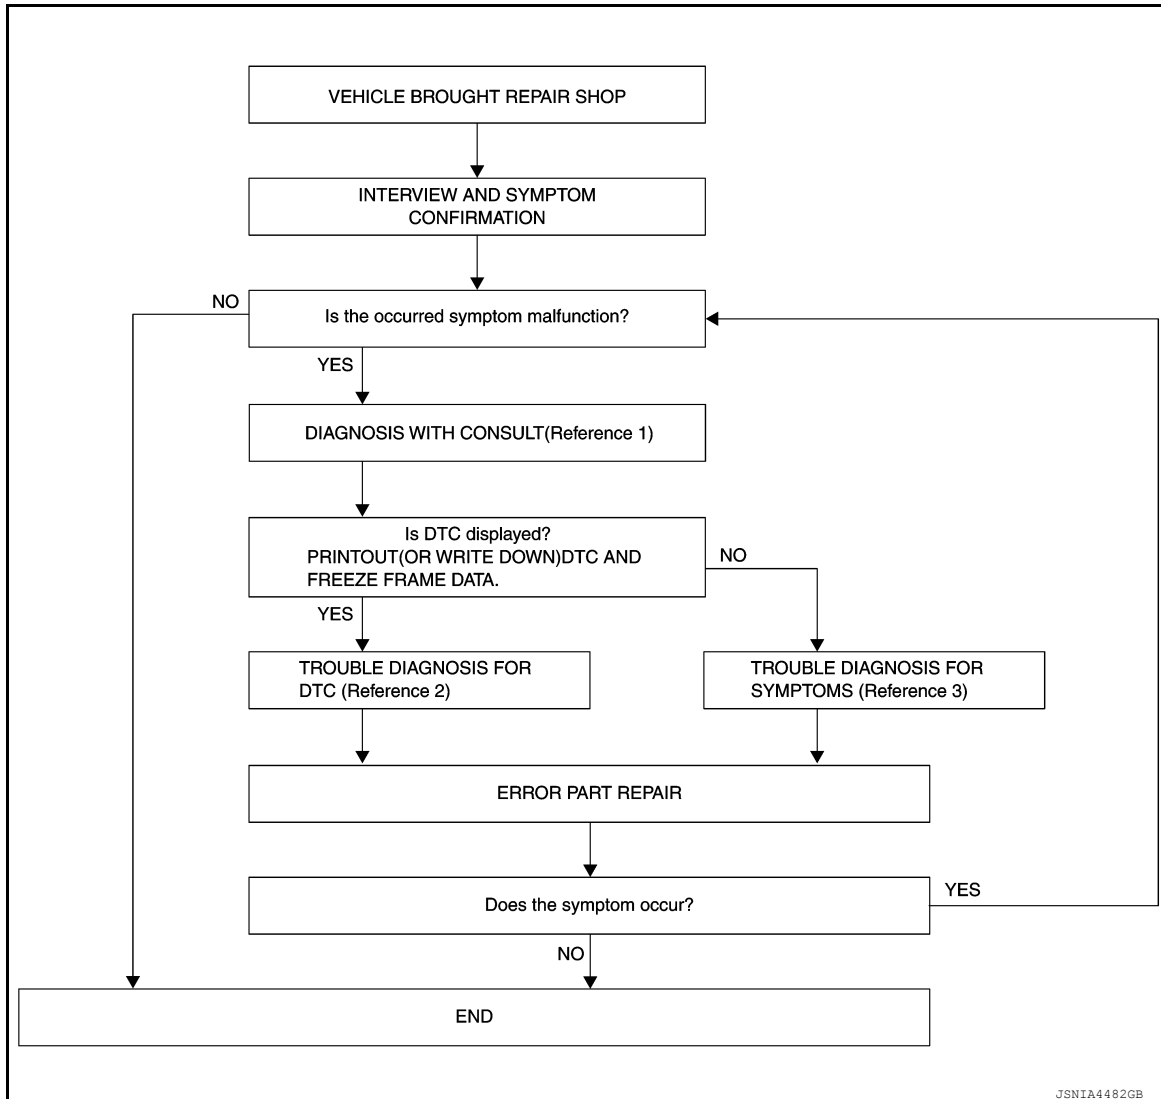 VEHICLE BROUGHT REPAIR SHOP
INTERVIEW AND SYMPTOM
CONFIRMATION
NO
Is the occurred symptom malfunction?
YES
DIAGNOSIS WITH CONSULT(Reference 1)
Is DTC displayed?
PRINTOUT(OR WRITE DOWN)DTC AND
FREEZE FRAME DATA.
NO
YES
TROUBLE DIAGNOSIS FOR
DTC (Reference 2)
TROUBLE DIAGNOSIS FOR
SYMPTOMS (Reference 3)
ERROR PART REPAIR
Does the symptom occur?
YES
NO
END
JSNIA4482GB